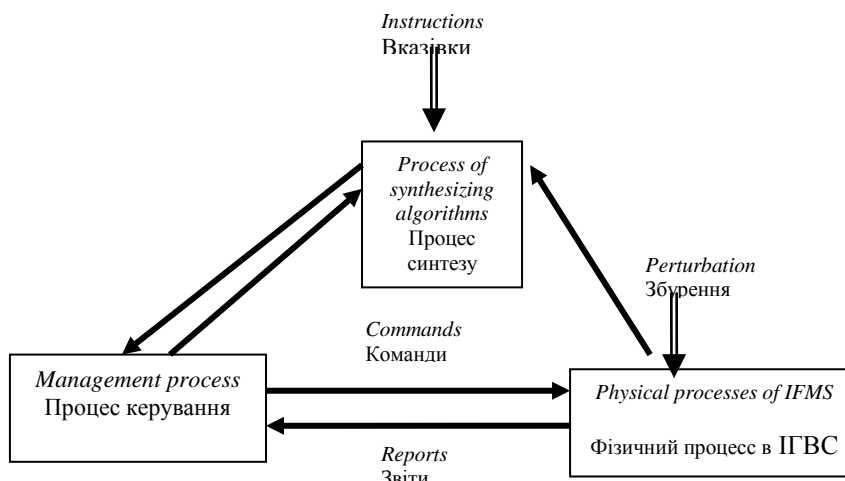 Instructions
Вказівки
Process of
synthesizing
algorithms
Процес
синтезу
Perturbation
Збурення
Commands
Команди
Management process
Процес керування
Physical processes of IFMS
Фізичний процесс в ІГВС
Reports
Звіти